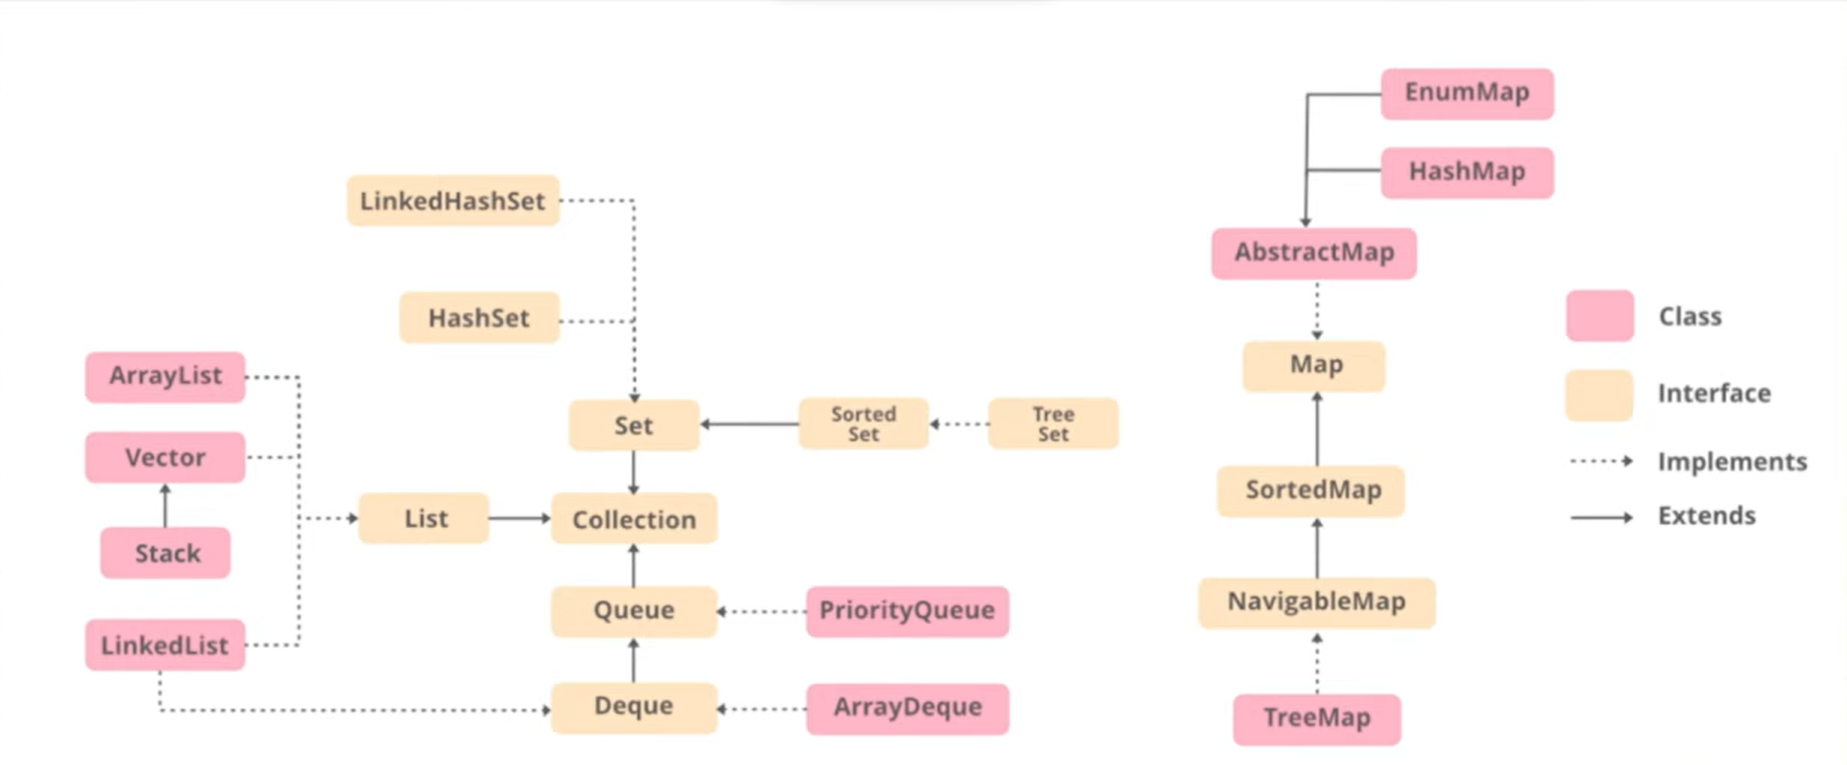 EnumMap
HashMap
LinkedHashSet
AbstractMap
HashSet
Class
ArrayList
Map
Interface
Set
Sorted
Set
Tree
Set
Vector
Implements
SortedMap
List
Collection
Extends
Stack
Queue
PriorityQueue
NavigableMap
LinkedList
Deque
ArrayDeque
TreeMap